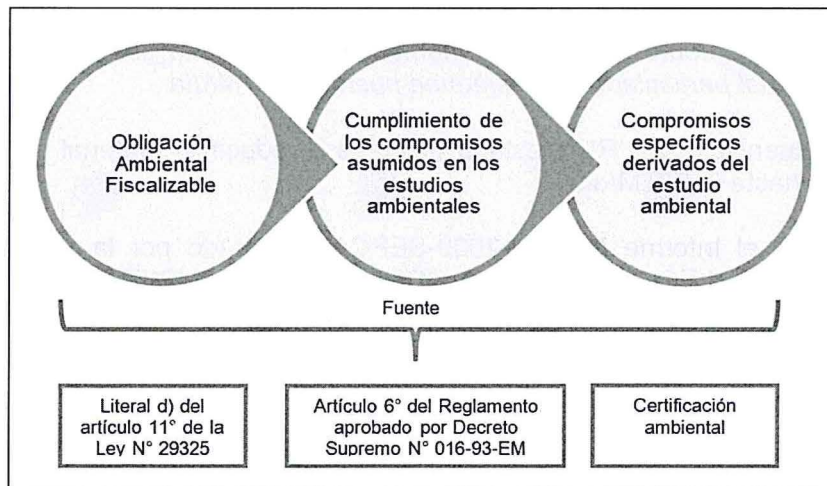 Obligación
Ambiental
Fiscalizable
Cumplimiento de
los compromisos
asumidos en los
estudios
ambientales
Compromisos
específicos
derivados del
estudio
ambiental
Fuente
Literal d) del
artículo 11° de la
Ley N° 29325
Artículo 6° del Reglamento
aprobado por Decreto
Supremo N° 016-93-EM
Certificación
ambiental